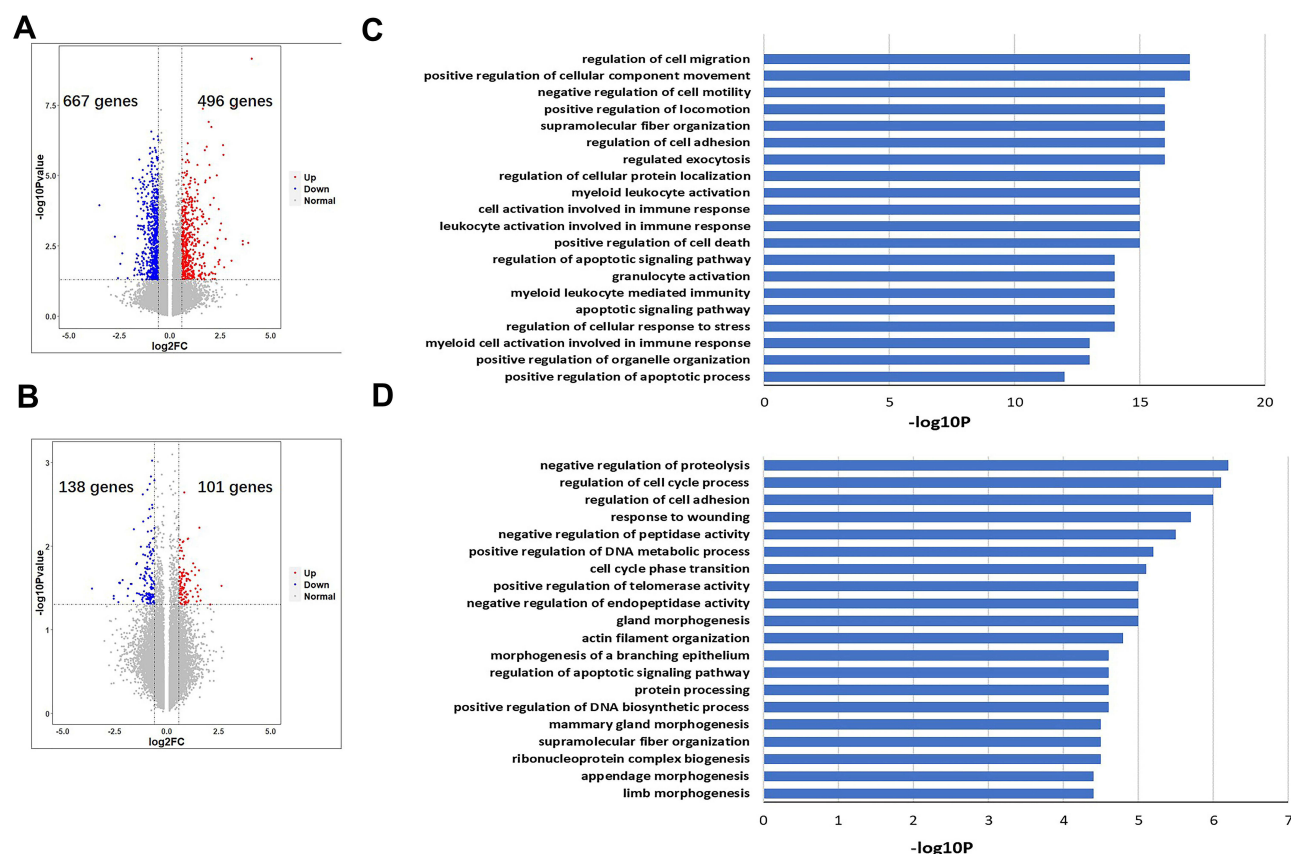 A
667 genes
496 genes
7.5
5.0
2.5
0.0
-log10Pvalue
-5.0 -2.5 0.0 2.5 5.0
log2FC
Up
Down
Normal
B
138 genes
101 genes
3
2
1
0
-log10Pvalue
-5.0 -2.5 0.0 2.5 5.0
log2FC
Up
Down
Normal
C
regulation of cell migration
positive regulation of cellular component movement
negative regulation of cell motility
positive regulation of locomotion
supramolecular fiber organization
regulation of cell adhesion
regulated exocytosis
regulation of cellular protein localization
myeloid leukocyte activation
cell activation involved in immune response
leukocyte activation involved in immune response
positive regulation of cell death
regulation of apoptotic signaling pathway
granulocyte activation
myeloid leukocyte mediated immunity
apoptotic signaling pathway
regulation of cellular response to stress
myeloid cell activation involved in immune response
positive regulation of organelle organization
positive regulation of apoptotic process
0 5 10 15 20
-log10P
D
negative regulation of proteolysis
regulation of cell cycle process
regulation of cell adhesion
response to wounding
negative regulation of peptidase activity
positive regulation of DNA metabolic process
cell cycle phase transition
positive regulation of telomerase activity
negative regulation of endopeptidase activity
gland morphogenesis
actin filament organization
morphogenesis of a branching epithelium
regulation of apoptotic signaling pathway
protein processing
positive regulation of DNA biosynthetic process
mammary gland morphogenesis
supramolecular fiber organization
ribonucleoprotein complex biogenesis
appendage morphogenesis
limb morphogenesis
0 1 2 3 4 5 6 7
-log10P